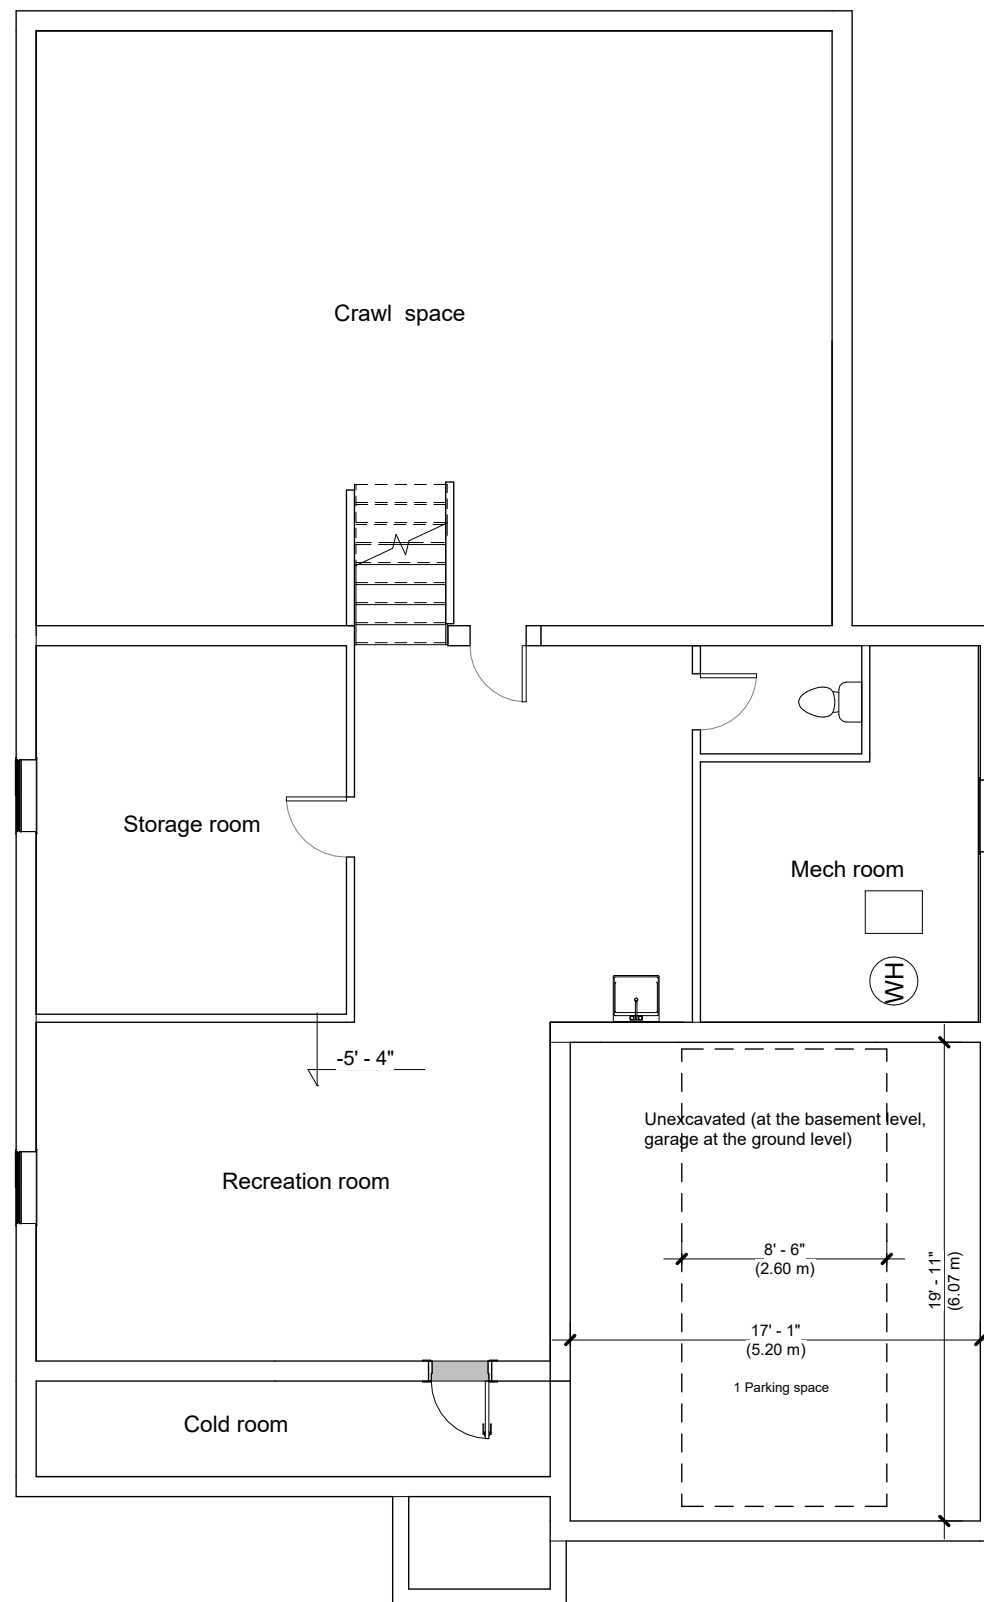 Crawl space
Storage room
Mech room
WH
-5' - 4"
Unexcavated (at the basement level,
garage at the ground level)
Recreation room
8' - 6"
(2.60 m)
19' - 11"
(6.07 m)
17' - 1"
(5.20 m)
1 Parking space
Cold room